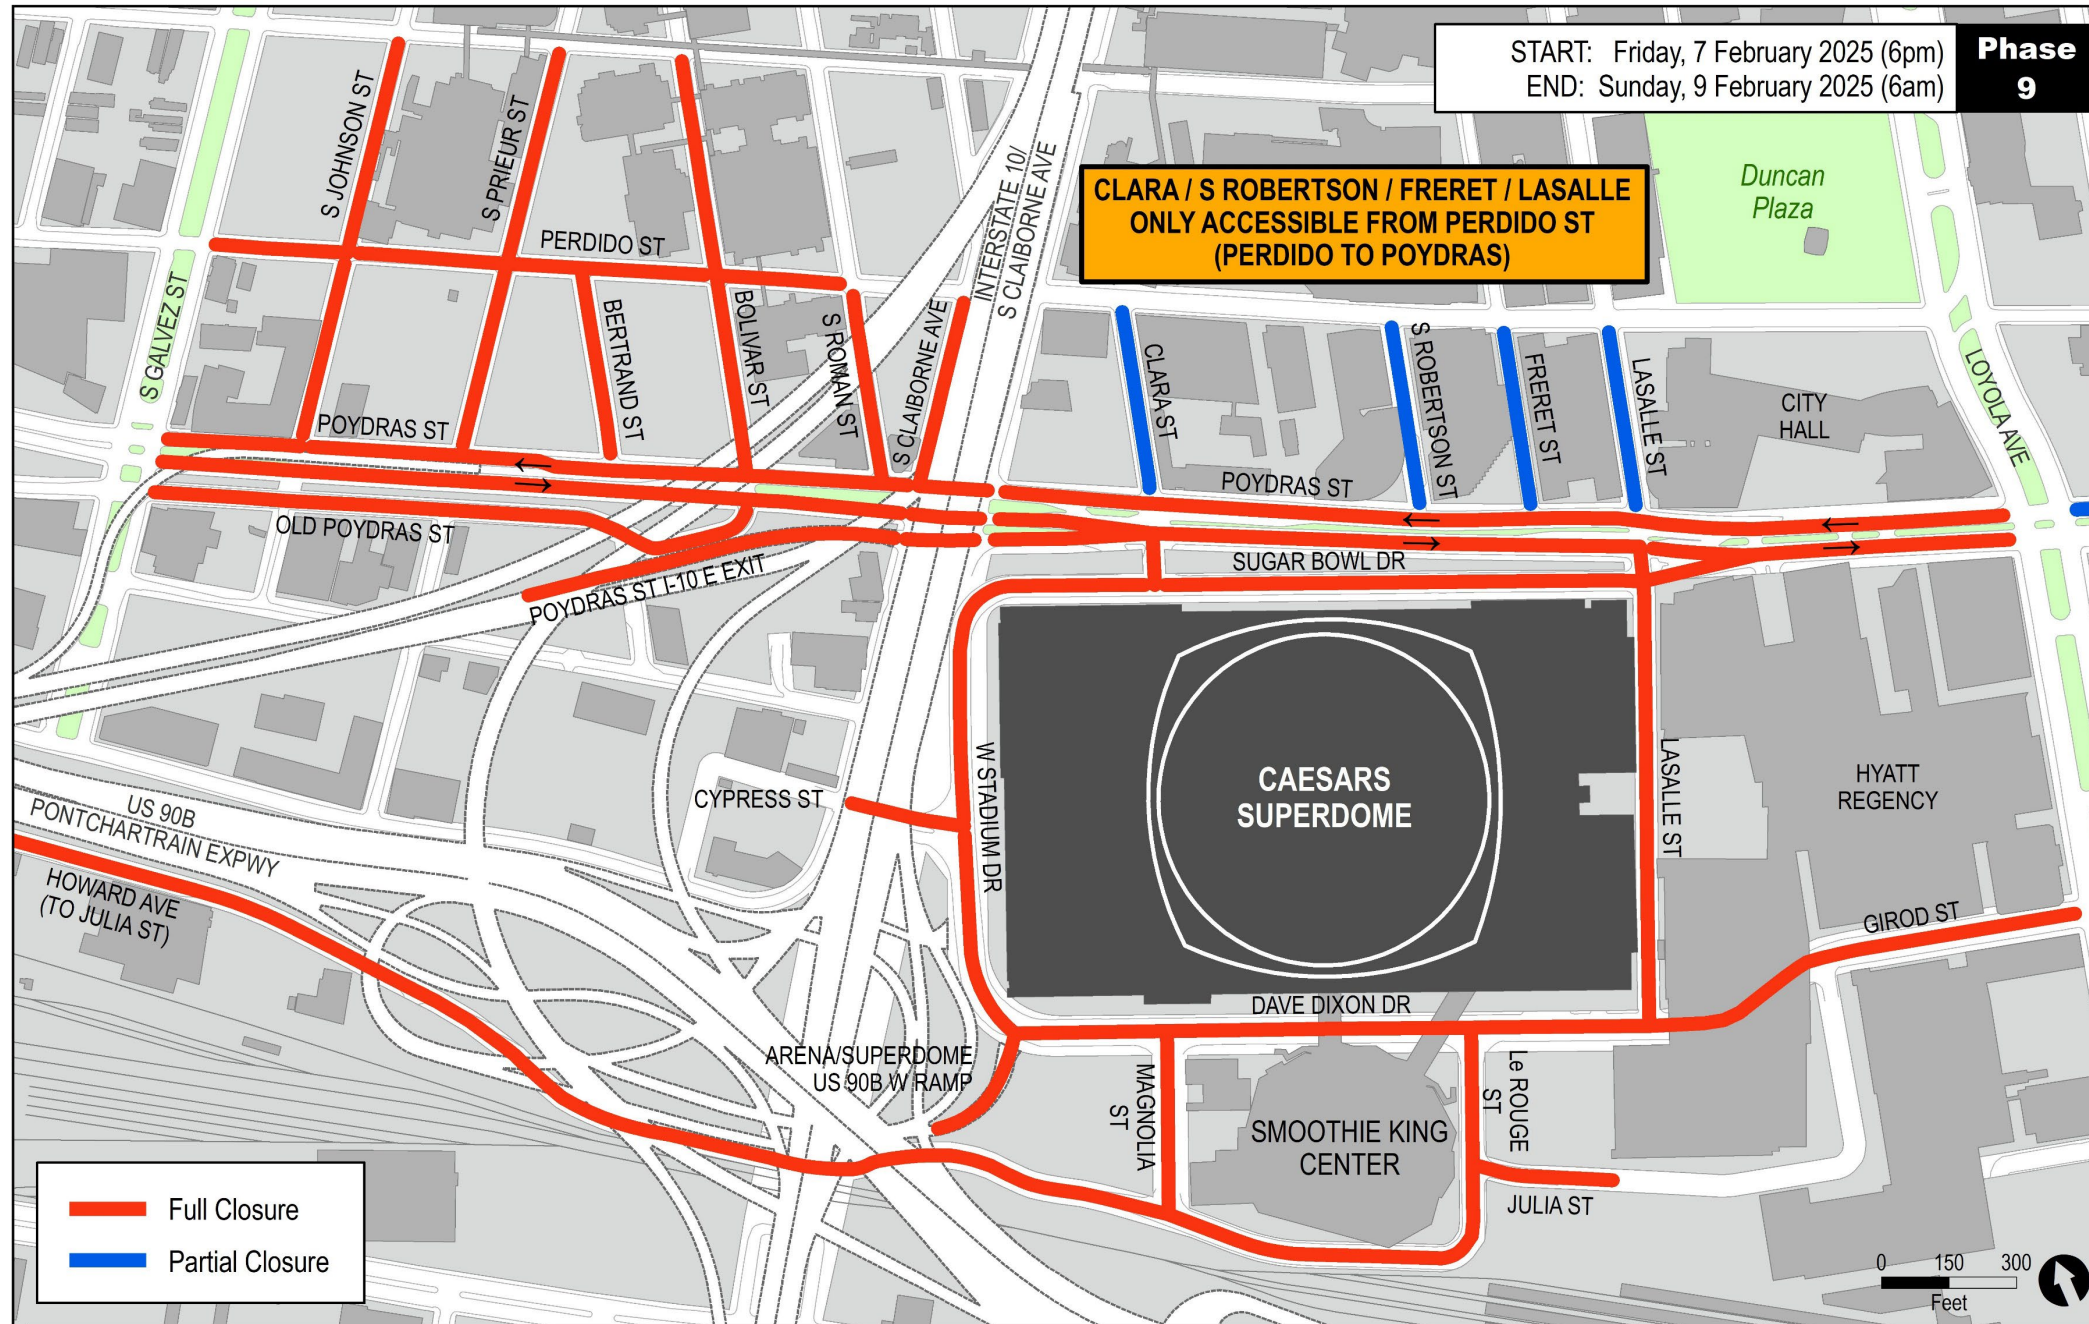 START: Friday, 7 February 2025 (6pm)
END: Sunday, 9 February 2025 (6am)
Phase
9
CLARA / S ROBERTSON / FRERET / LASALLE
ONLY ACCESSIBLE FROM PERDIDO ST
(PERDIDO TO POYDRAS)
Duncan
Plaza
S JOHNSON ST
S PRIEUR ST
INTERSTATE 10/
S CLAIBORNE AVE
PERDIDO ST
S GALVEZ ST
BERTRAND ST
BOLIVAR ST
S ROMAN ST
S CLAIBORNE AVE
CLARA ST
S ROBERTSON ST
FRERET ST
LASALLE ST
CITY
HALL
LOYOLA AVE
POYDRAS ST
POYDRAS ST
OLD POYDRAS ST
SUGAR BOWL DR
POYDRAS ST I-10 E EXIT
W STADIUM DR
CAESARS
SUPERDOME
LASALLE ST
HYATT
REGENCY
CYPRESS ST
US 90B
PONTCHARTRAIN EXPWY
HOWARD AVE
(TO JULIA ST)
GIROD ST
DAVE DIXON DR
ARENA/SUPERDOME
US 90B W RAMP
MAGNOLIA
ST
Le ROUGE
ST
SMOOTHIE KING
CENTER
JULIA ST
Full Closure
Partial Closure
0 150 300
Feet